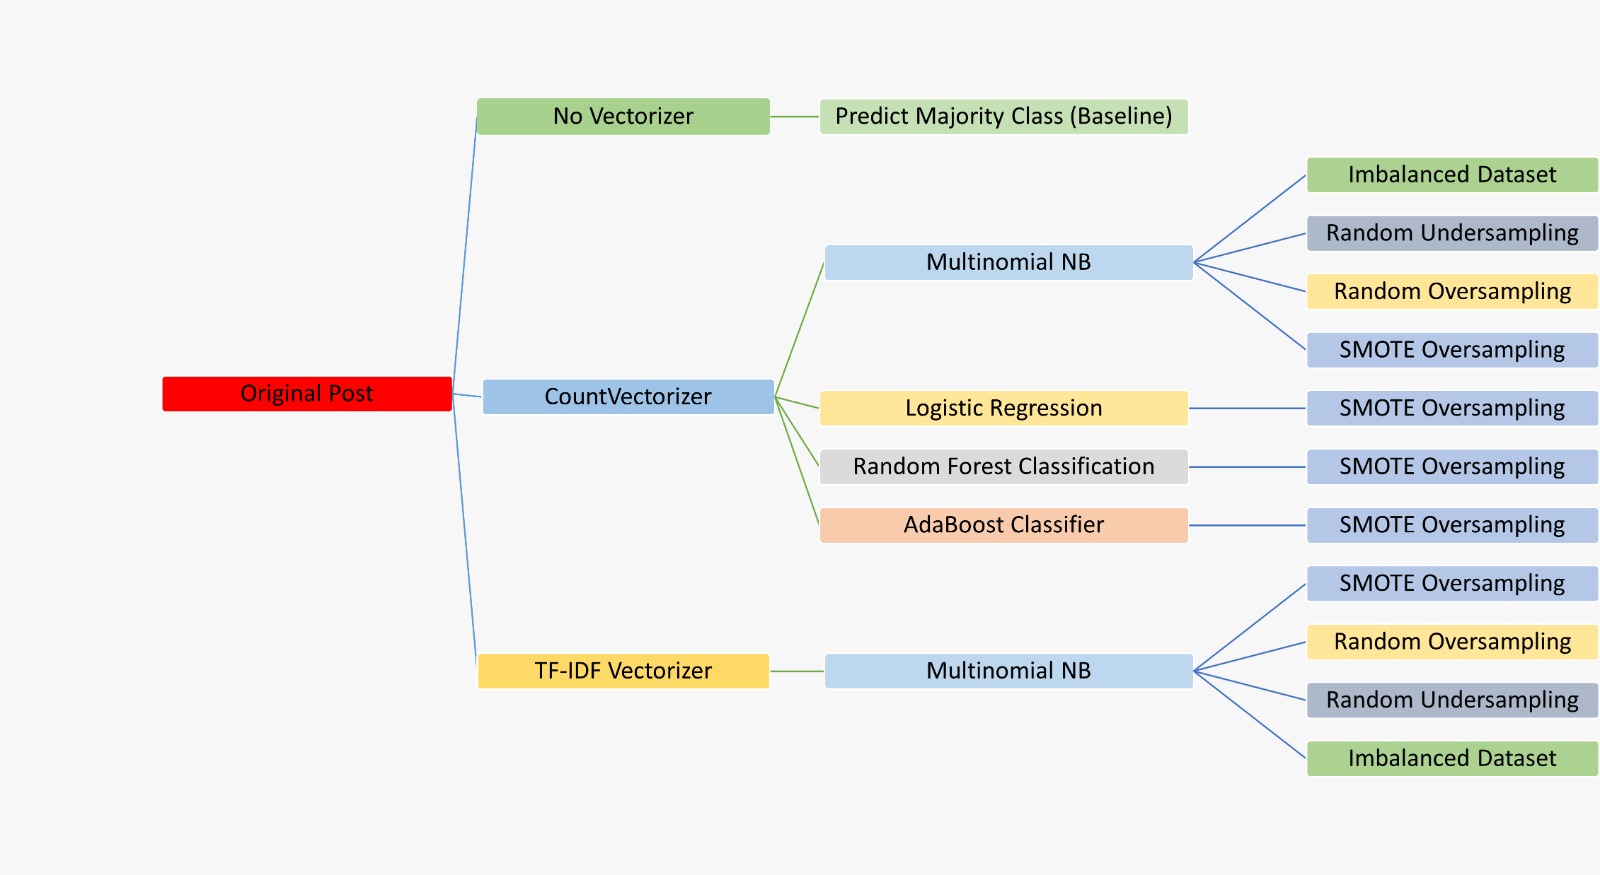 No Vectorizer
Predict Majority Class (Baseline)
Imbalanced Dataset
Random Undersampling
Multinomial NB
Random Oversampling
SMOTE Oversampling
Original Post
CountVectorizer
Logistic Regression
SMOTE Oversampling
Random Forest Classification
SMOTE Oversampling
AdaBoost Classifier
SMOTE Oversampling
SMOTE Oversampling
Random Oversampling
TF-IDF Vectorizer
Multinomial NB
Random Undersampling
Imbalanced Dataset